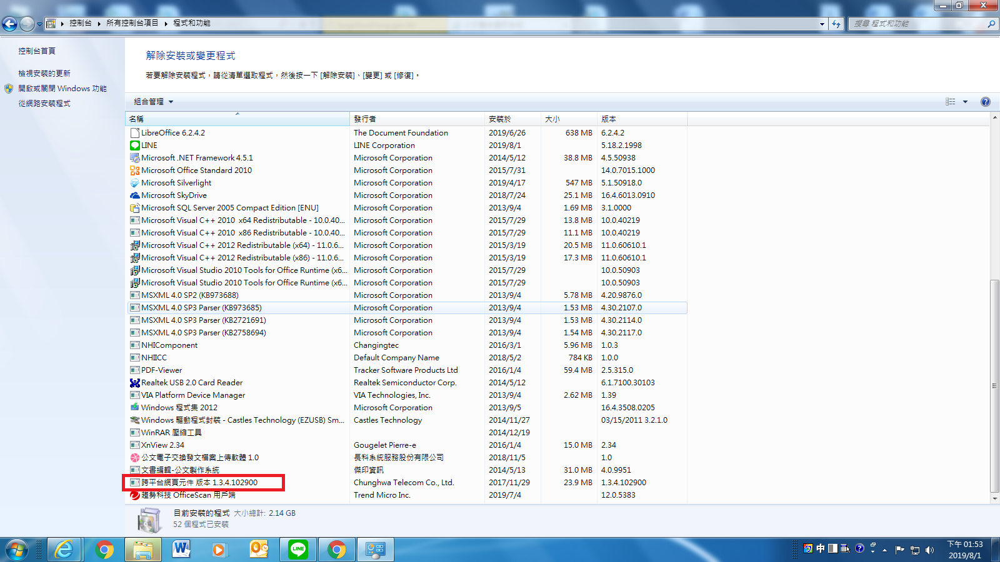 控制台 ▸ 所有控制台項目 ▸ 程式和功能
搜尋 程式和功能
控制台首頁
檢視安裝的更新
開啟或關閉 Windows 功能
從網路安裝程式
解除安裝或變更程式
若要解除安裝程式，請從清單選取程式，然後按一下 [解除安裝]、[變更] 或 [修復]。
組合管理
名稱 發行者 安裝於 大小 版本
LibreOffice 6.2.4.2 The Document Foundation 2019/6/26 638 MB 6.2.4.2
LINE LINE Corporation 2019/8/1 5.18.2.1998
Microsoft .NET Framework 4.5.1 Microsoft Corporation 2014/5/12 38.8 MB 4.5.50938
Microsoft Office Standard 2010 Microsoft Corporation 2015/7/31 14.0.7015.1000
Microsoft Silverlight Microsoft Corporation 2019/4/17 547 MB 5.1.50918.0
Microsoft SkyDrive Microsoft Corporation 2018/7/24 25.1 MB 16.4.6013.0910
Microsoft SQL Server 2005 Compact Edition [ENU] Microsoft Corporation 2013/9/4 1.69 MB 3.1.0000
Microsoft Visual C++ 2010  x64 Redistributable - 10.0.40... Microsoft Corporation 2015/7/29 13.8 MB 10.0.40219
Microsoft Visual C++ 2010  x86 Redistributable - 10.0.40... Microsoft Corporation 2015/7/29 11.1 MB 10.0.40219
Microsoft Visual C++ 2012 Redistributable (x64) - 11.0.6... Microsoft Corporation 2015/3/19 20.5 MB 11.0.60610.1
Microsoft Visual C++ 2012 Redistributable (x86) - 11.0.6... Microsoft Corporation 2015/3/19 17.3 MB 11.0.60610.1
Microsoft Visual Studio 2010 Tools for Office Runtime (x6... Microsoft Corporation 2015/7/29 10.0.50903
Microsoft Visual Studio 2010 Tools for Office Runtime (x6... Microsoft Corporation 2015/7/29 10.0.50903
MSXML 4.0 SP2 (KB973688) Microsoft Corporation 2013/9/4 5.78 MB 4.20.9876.0
MSXML 4.0 SP3 Parser (KB973685) Microsoft Corporation 2013/9/4 1.53 MB 4.30.2107.0
MSXML 4.0 SP3 Parser (KB2721691) Microsoft Corporation 2013/9/4 1.53 MB 4.30.2114.0
MSXML 4.0 SP3 Parser (KB2758694) Microsoft Corporation 2013/9/4 1.54 MB 4.30.2117.0
NHIComponent Changingtec 2016/3/1 5.96 MB 1.0.3
NHIICC Default Company Name 2018/5/2 784 KB 1.0.0
PDF-Viewer Tracker Software Products Ltd 2016/1/4 59.4 MB 2.5.315.0
Realtek USB 2.0 Card Reader Realtek Semiconductor Corp. 2014/5/12 6.1.7100.30103
VIA Platform Device Manager VIA Technologies, Inc. 2013/9/4 2.62 MB 1.39
Windows 程式集 2012 Microsoft Corporation 2013/9/5 16.4.3508.0205
Windows 驅動程式封裝 - Castles Technology (EZUSB) Sm... Castles Technology 2014/11/27 03/15/2011 3.2.1.0
WinRAR 壓縮工具 2014/12/19
XnView 2.34 Gougelet Pierre-e 2016/1/4 15.0 MB 2.34
公文電子交換發文檔案上傳軟體 1.0 長科系統服務股份有限公司 2018/11/5 1.0
文書編輯-公文製作系統 傑印資訊 2014/5/13 31.0 MB 4.0.9951
跨平台網頁元件 版本 1.3.4.102900 Chunghwa Telecom Co., Ltd. 2017/11/29 23.9 MB 1.3.4.102900
趨勢科技 OfficeScan 用戶端 Trend Micro Inc. 2019/7/4 12.0.5383
目前安裝的程式 大小總計: 2.14 GB
52 個程式已安裝
LINE
中
下午 01:53
2019/8/1